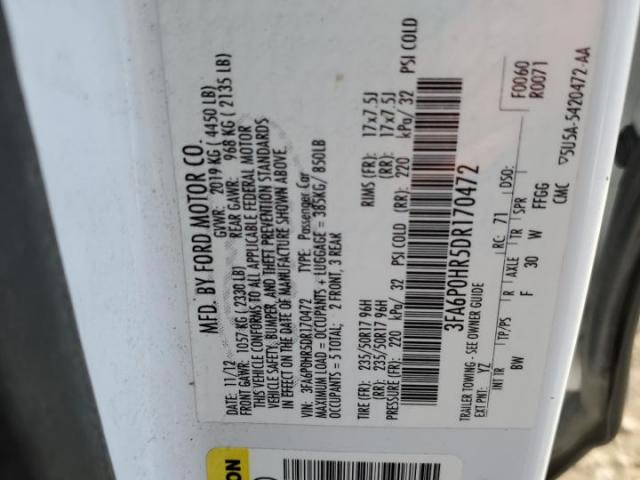 MFD. BY FORD MOTOR CO.
DATE: 11/12 GVWR: 2019 KG ( 4450 LB)
FRONT GAWR: 1057 KG ( 2330 LB) REAR GAWR: 968 KG ( 2135 LB)
THIS VEHICLE CONFORMS TO ALL APPLICABLE FEDERAL MOTOR
VEHICLE SAFETY, BUMPER, AND THEFT PREVENTION STANDARDS
IN EFFECT ON THE DATE OF MANUFACTURE SHOWN ABOVE.
VIN: 3FA6P0HR5DR170472 TYPE: Passenger Car
MAXIMUM LOAD = OCCUPANTS + LUGGAGE = 385KG/ 850LB
OCCUPANTS = 5 TOTAL; 2 FRONT, 3 REAR
TIRE (FR): 235/50R17 96H RIMS (FR): 17x7.5J
(RR): 235/50R17 96H (RR): 17x7.5J
PRESSURE (FR): 220 kPa/ 32 PSI COLD (RR): 220 kPa/ 32 PSI COLD
3FA6P0HR5DR170472
F0060
R0071
TRAILER TOWING - SEE OWNER GUIDE
EXT PNT: YZ RC: 71 DSO:
INT TR TP/PS R AXLE TR SPR
BW F 30 W FFGG
CMC ▽5U5A-5420472-AA
ON